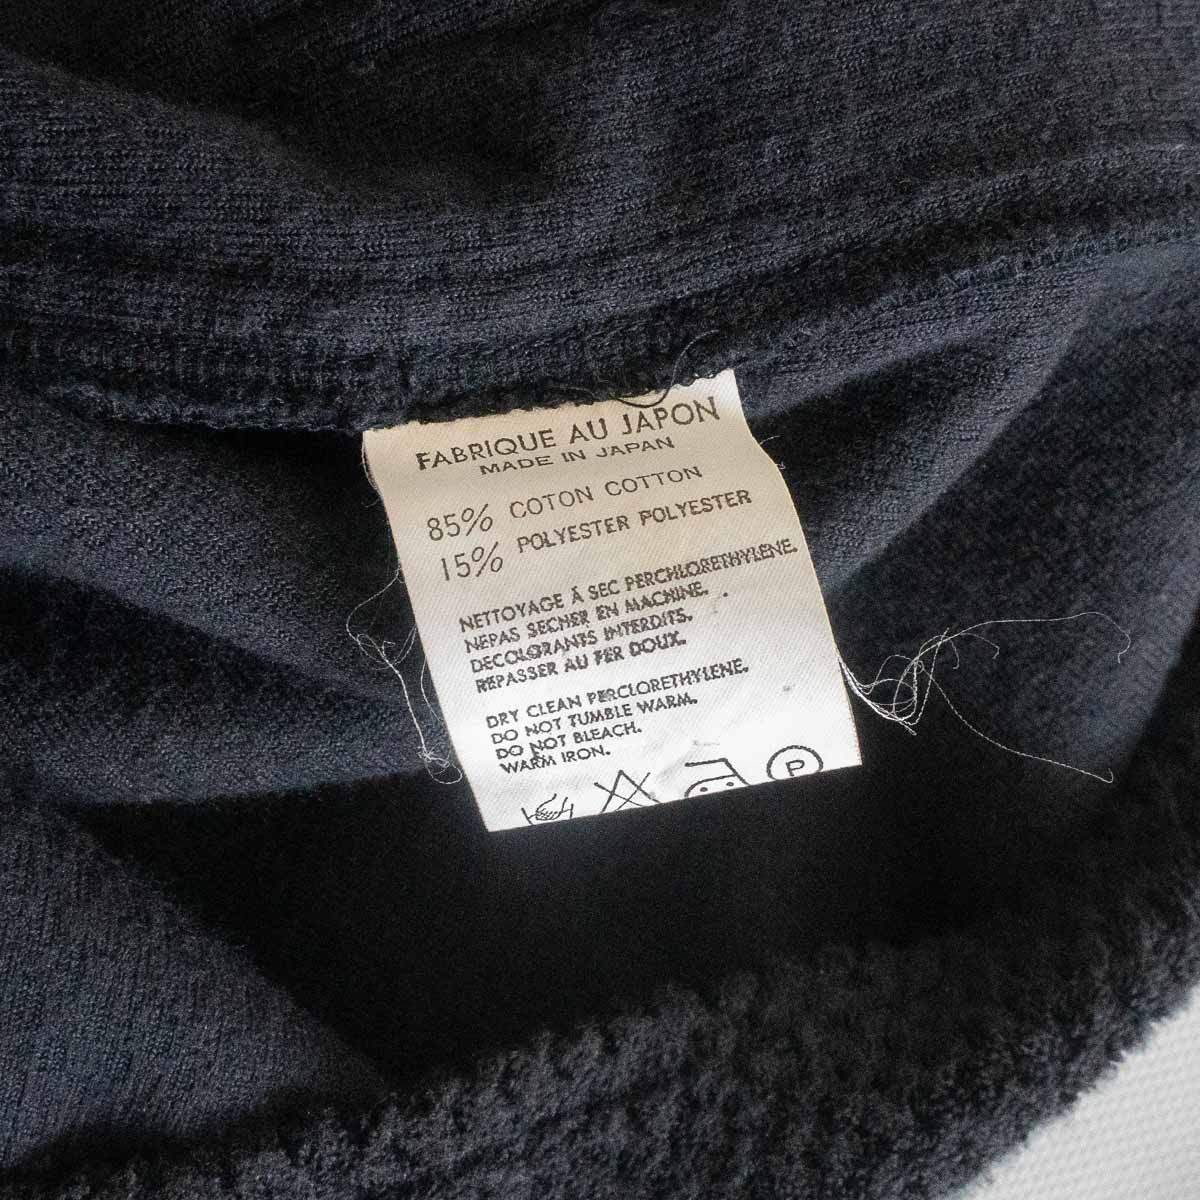 FABRIQUE AU JAPON
MADE IN JAPAN
85% COTON COTTON
15% POLYESTER POLYESTER
NETTOYAGE À SEC PERCHLORETHYLENE.
NEPAS SECHER EN MACHINE.
DECOLORANTS INTERDITS.
REPASSER AU FER DOUX.
DRY CLEAN PERCLORETHYLENE.
DO NOT TUMBLE WARM.
DO NOT BLEACH.
WARM IRON.
P